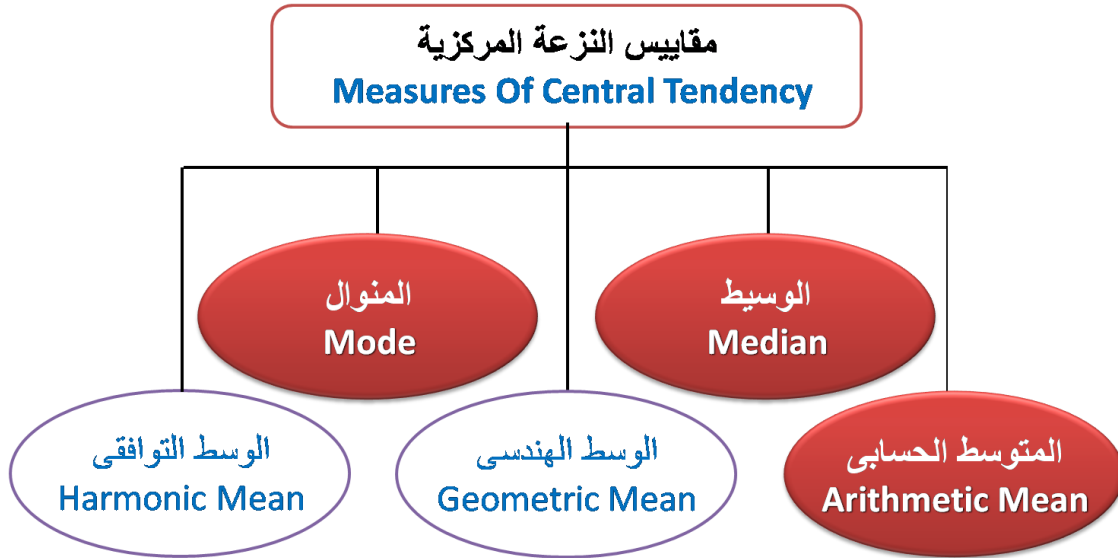 مقاييس النزعة المركزية
Measures Of Central Tendency
الوسيط
Median
المنوال
Mode
المتوسط الحسابى
Arithmetic Mean
الوسط الهندسى
Geometric Mean
الوسط التوافقى
Harmonic Mean